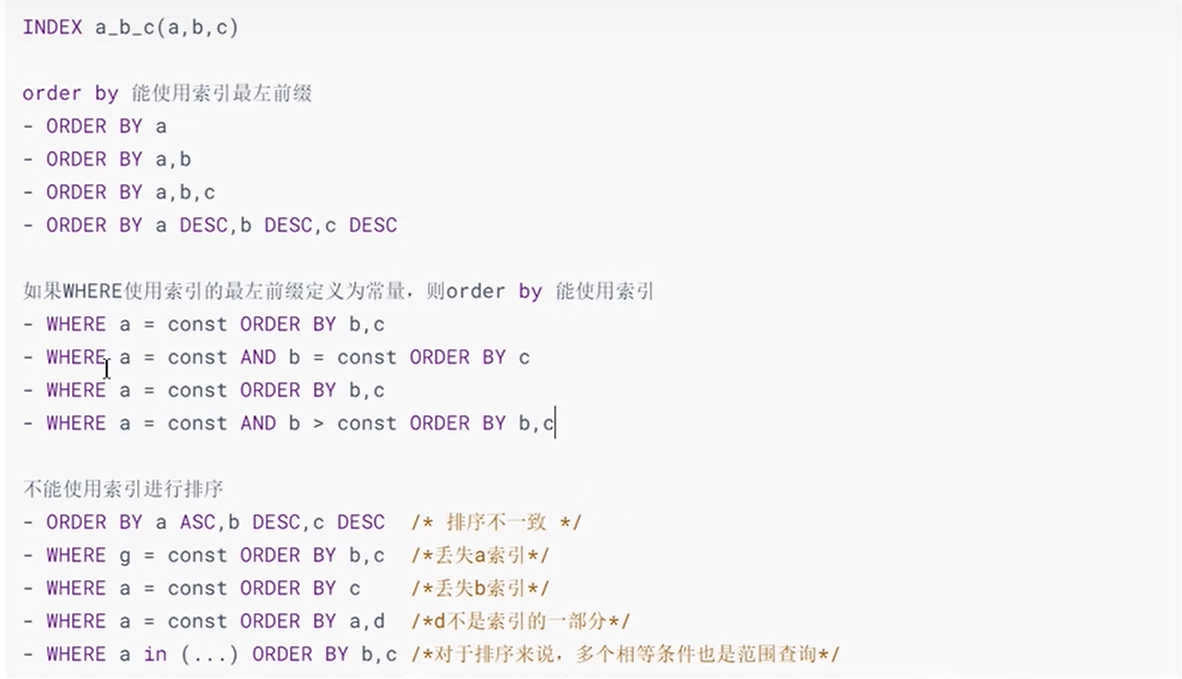 INDEX a_b_c(a,b,c)
order by 能使用索引最左前缀
- ORDER BY a
- ORDER BY a,b
- ORDER BY a,b,c
- ORDER BY a DESC,b DESC,c DESC
如果WHERE使用索引的最左前缀定义为常量，则order by 能使用索引
- WHERE a = const ORDER BY b,c
- WHERE a = const AND b = const ORDER BY c
- WHERE a = const ORDER BY b,c
- WHERE a = const AND b > const ORDER BY b,c
不能使用索引进行排序
- ORDER BY a ASC,b DESC,c DESC /* 排序不一致 */
- WHERE g = const ORDER BY b,c /*丢失a索引*/
- WHERE a = const ORDER BY c /*丢失b索引*/
- WHERE a = const ORDER BY a,d /*d不是索引的一部分*/
- WHERE a in (...) ORDER BY b,c /*对于排序来说，多个相等条件也是范围查询*/